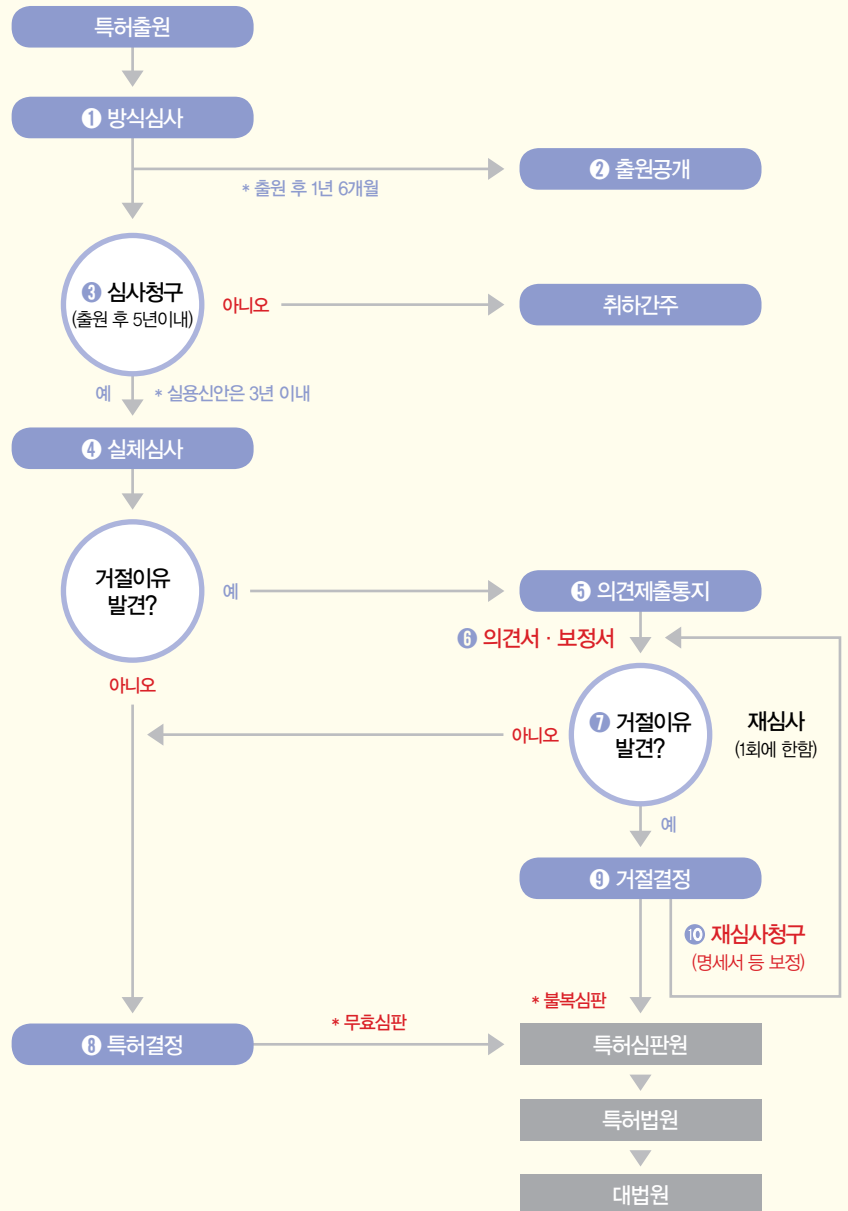 특허출원
❶ 방식심사
* 출원 후 1년 6개월
❷ 출원공개
❸ 심사청구
(출원 후 5년이내)
아니오
취하간주
예
* 실용신안은 3년 이내
❹ 실체심사
거절이유
발견?
예
❺ 의견제출통지
❻ 의견서 · 보정서
아니오
❼ 거절이유
발견?
아니오
재심사
(1회에 한함)
예
❾ 거절결정
❿ 재심사청구
(명세서 등 보정)
* 불복심판
❽ 특허결정
* 무효심판
특허심판원
특허법원
대법원